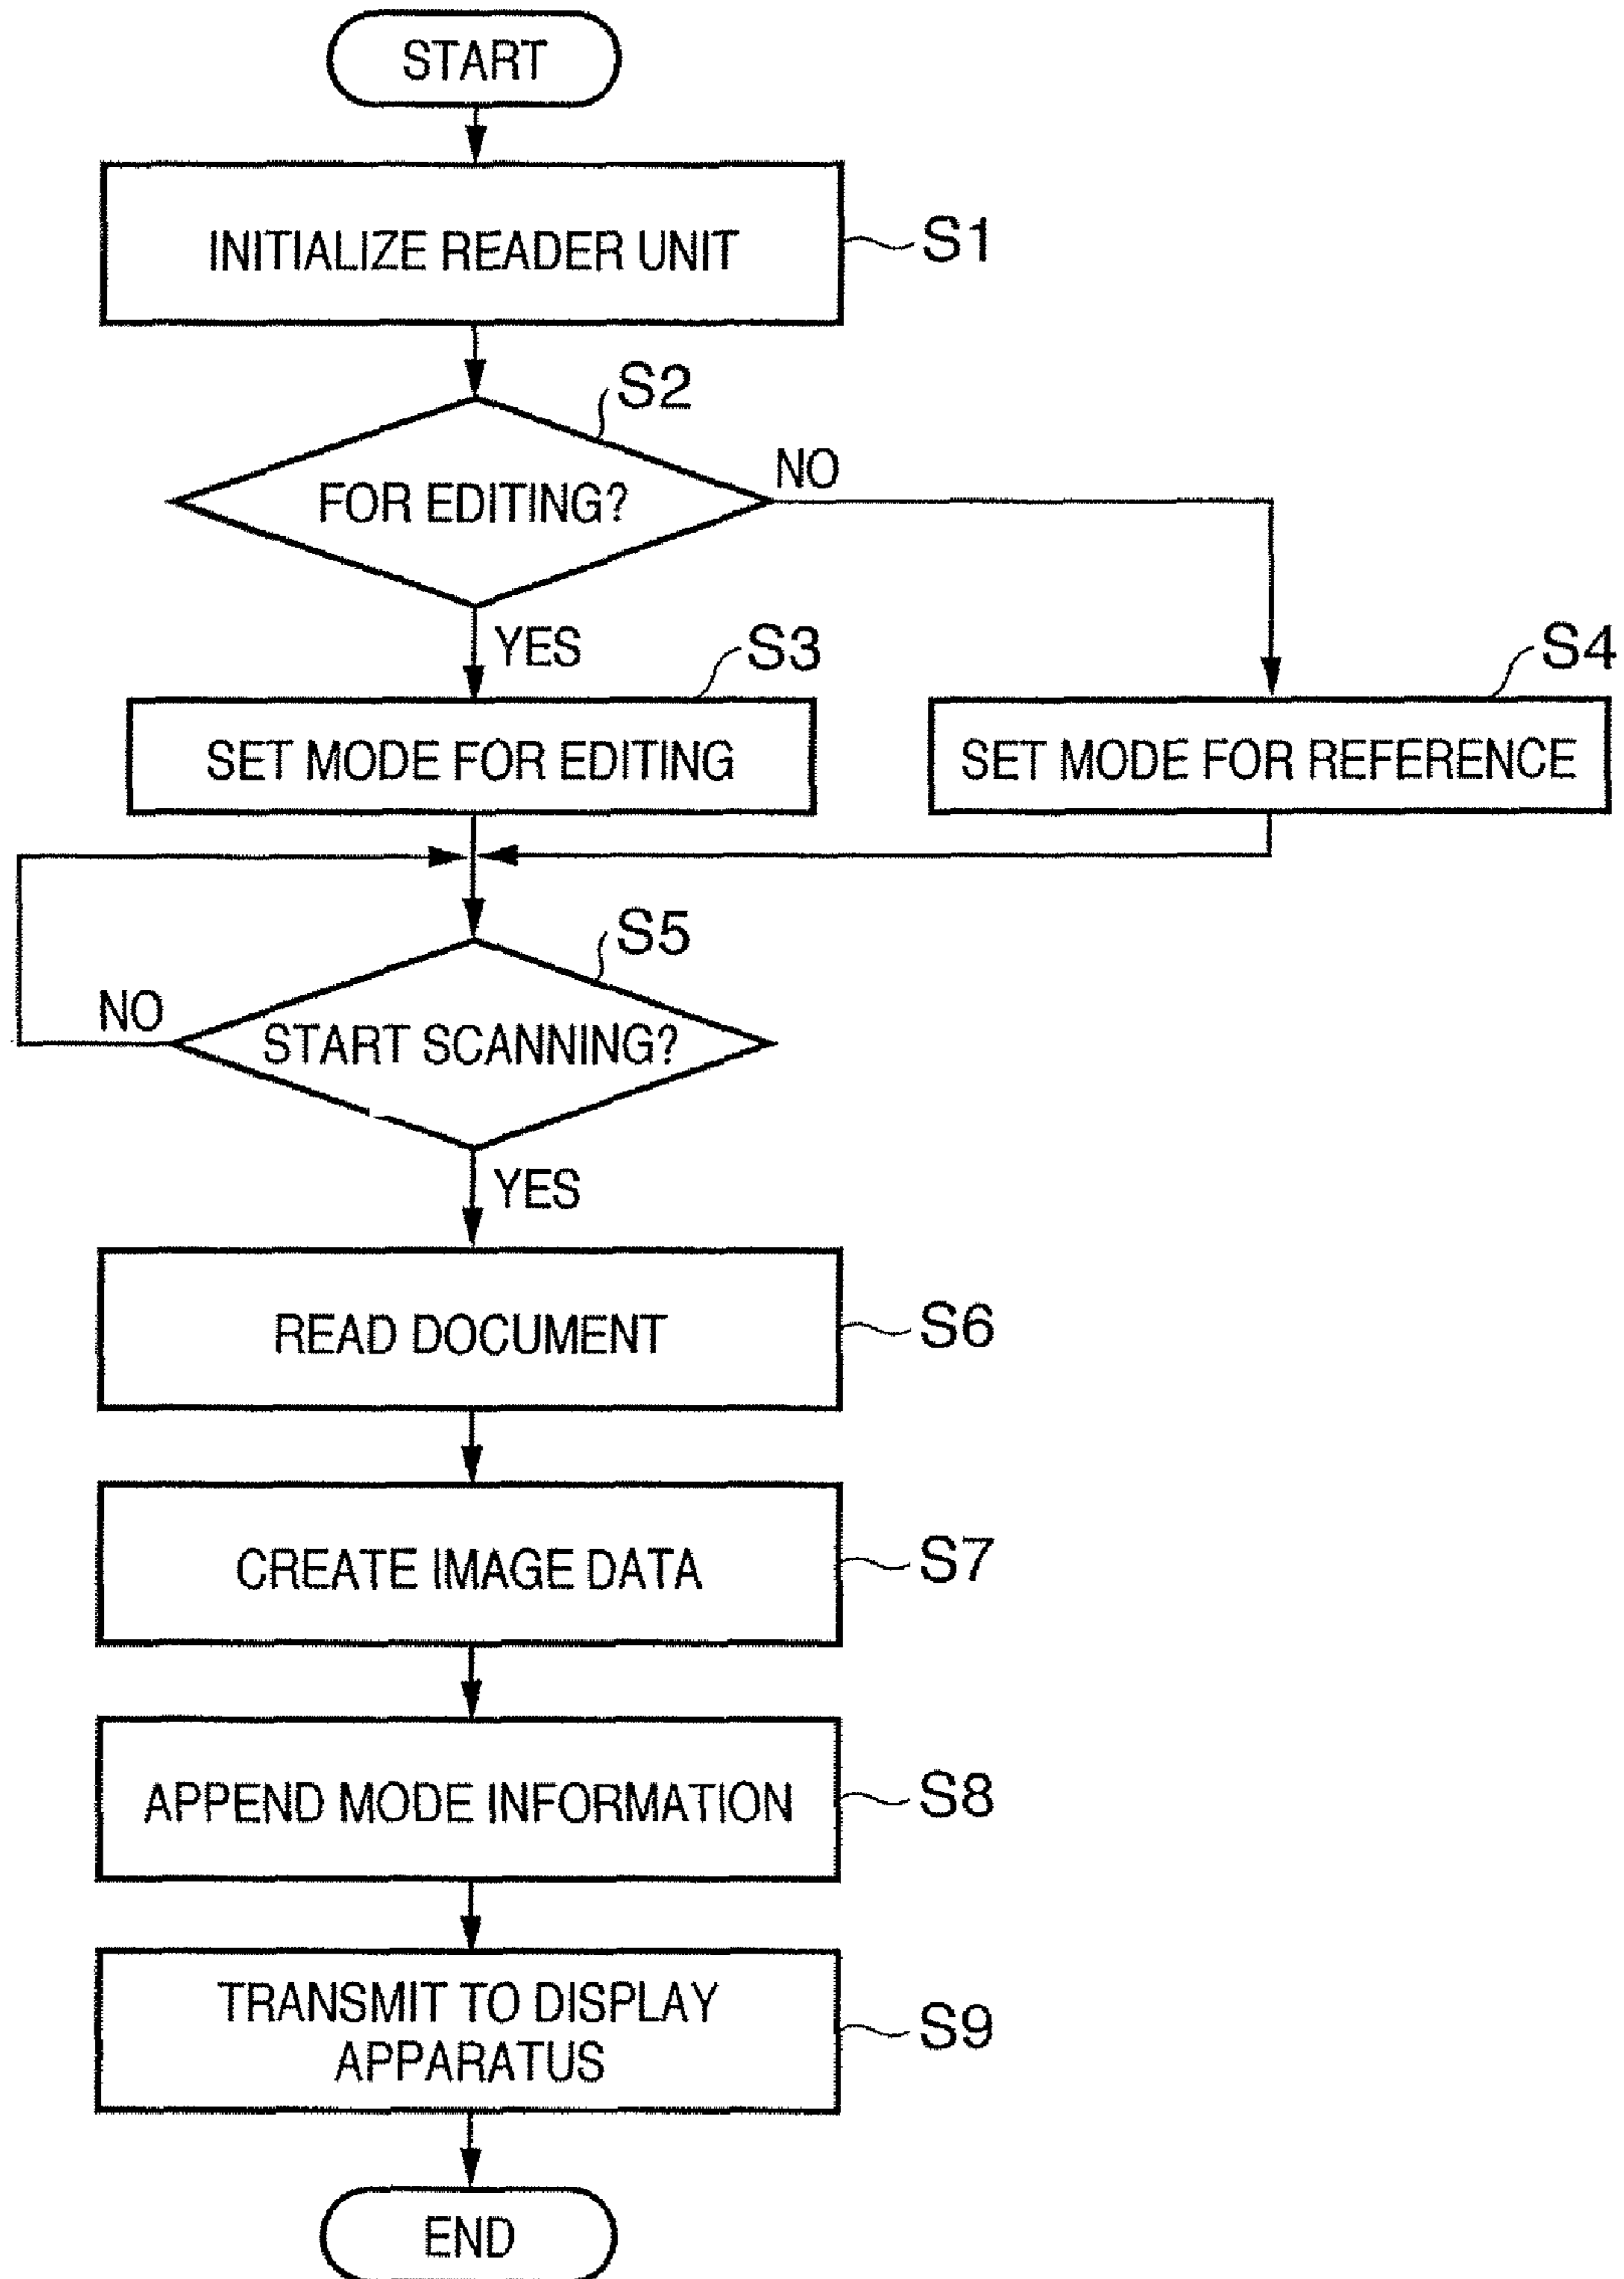 START
INITIALIZE READER UNIT
S1
S2
FOR EDITING?
NO
YES
S3
S4
SET MODE FOR EDITING
SET MODE FOR REFERENCE
S5
NO
START SCANNING?
YES
READ DOCUMENT
S6
CREATE IMAGE DATA
S7
APPEND MODE INFORMATION
S8
TRANSMIT TO DISPLAY
APPARATUS
S9
END